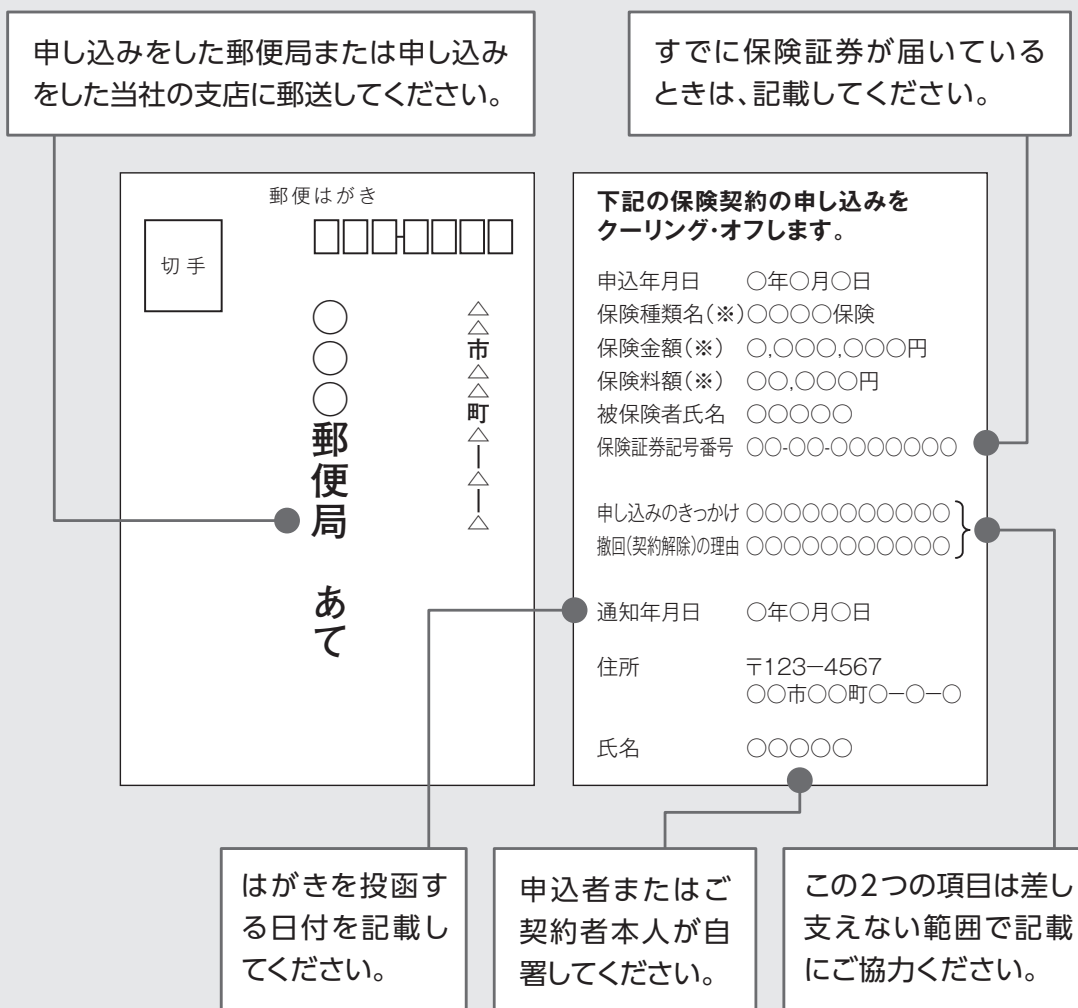 申し込みをした郵便局または申し込み
をした当社の支店に郵送してください。
すでに保険証券が届いている
ときは、記載してください。
郵便はがき
切手
△△市△△町△ー△ー△
○○○郵便局 あて
下記の保険契約の申し込みを
クーリング・オフします。
申込年月日 ○年○月○日
保険種類名(※)○○○○保険
保険金額(※) ○,○○○,○○○円
保険料額(※) ○○,○○○円
被保険者氏名 ○○○○○
保険証券記号番号 ○○-○○-○○○○○○○
申し込みのきっかけ ○○○○○○○○○○○
撤回(契約解除)の理由 ○○○○○○○○○○○
通知年月日 ○年○月○日
住所 〒123−4567
○○市○○町○−○−○
氏名 ○○○○○
はがきを投函す
る日付を記載し
てください。
申込者またはご
契約者本人が自
署してください。
この2つの項目は差し
支えない範囲で記載
にご協力ください。